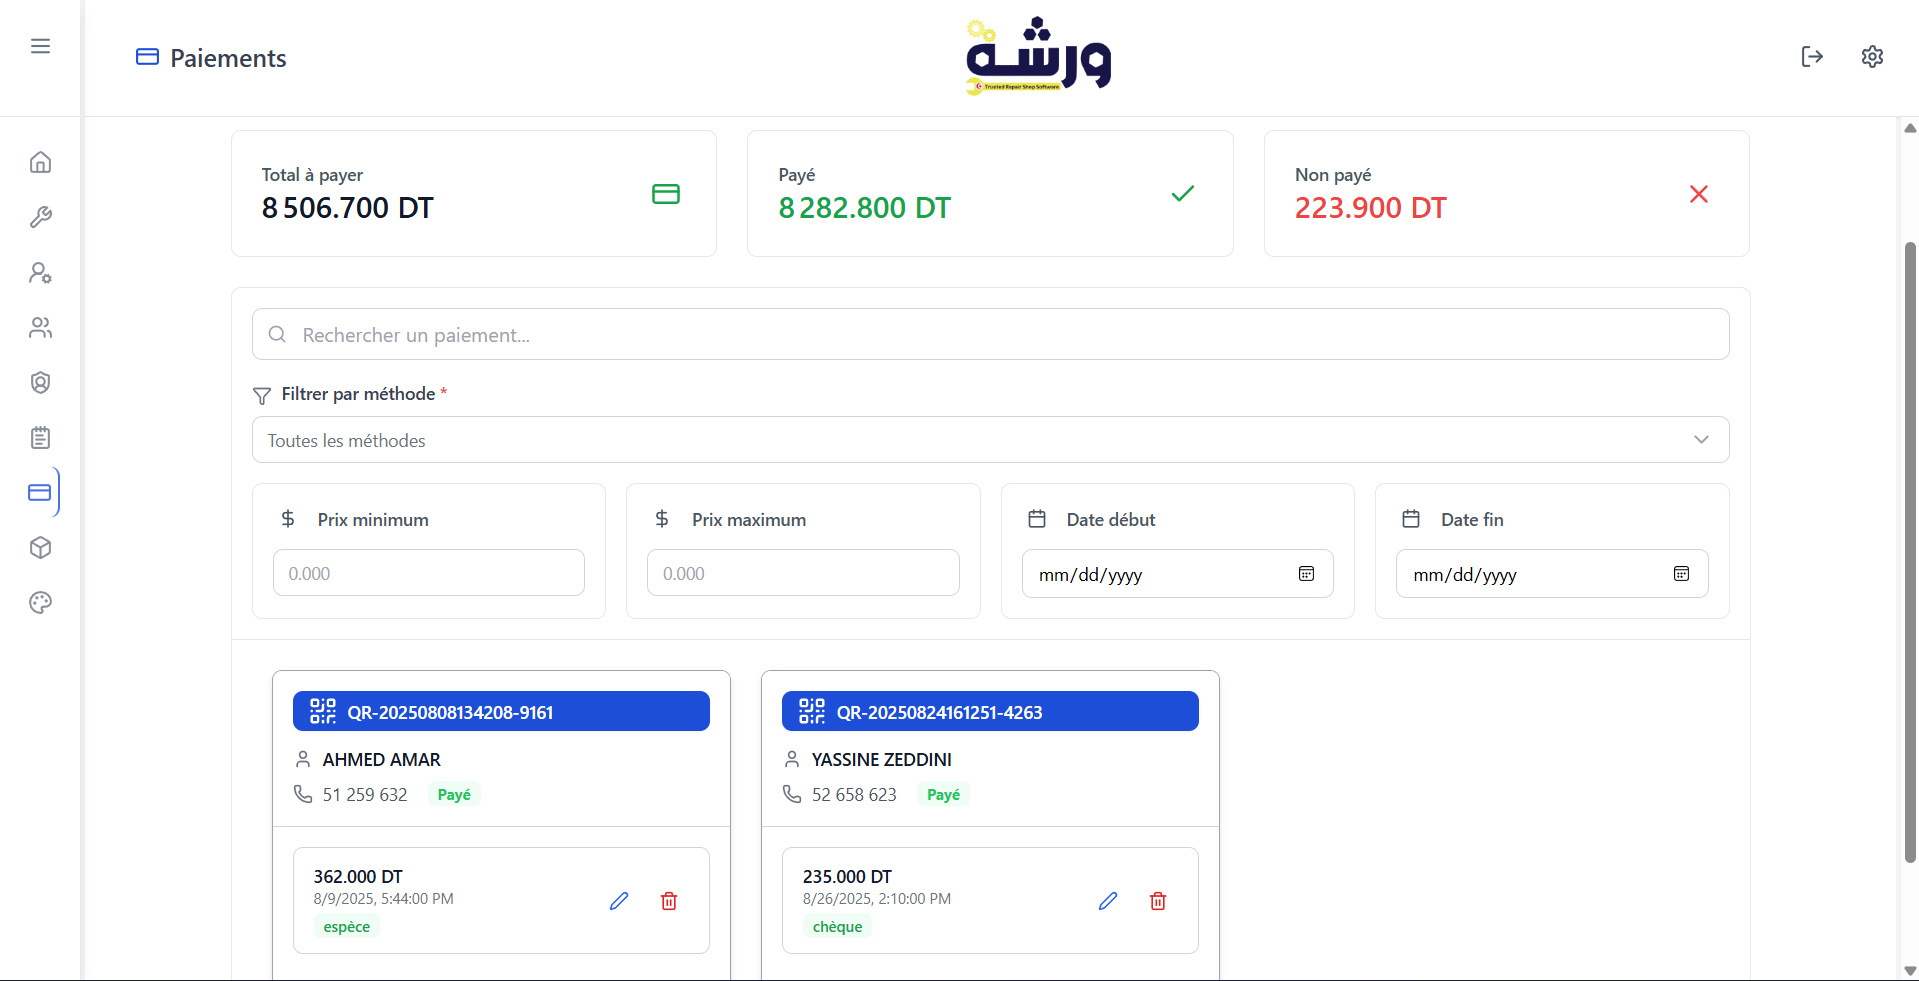 Paiements
ورشة
Trusted Repair Shop Software
Total à payer
8 506.700 DT
Payé
8 282.800 DT
Non payé
223.900 DT
Rechercher un paiement...
Filtrer par méthode *
Toutes les méthodes
Prix minimum
0.000
Prix maximum
0.000
Date début
mm/dd/yyyy
Date fin
mm/dd/yyyy
QR-20250808134208-9161
AHMED AMAR
51 259 632 Payé
362.000 DT
8/9/2025, 5:44:00 PM
espèce
QR-20250824161251-4263
YASSINE ZEDDINI
52 658 623 Payé
235.000 DT
8/26/2025, 2:10:00 PM
chèque